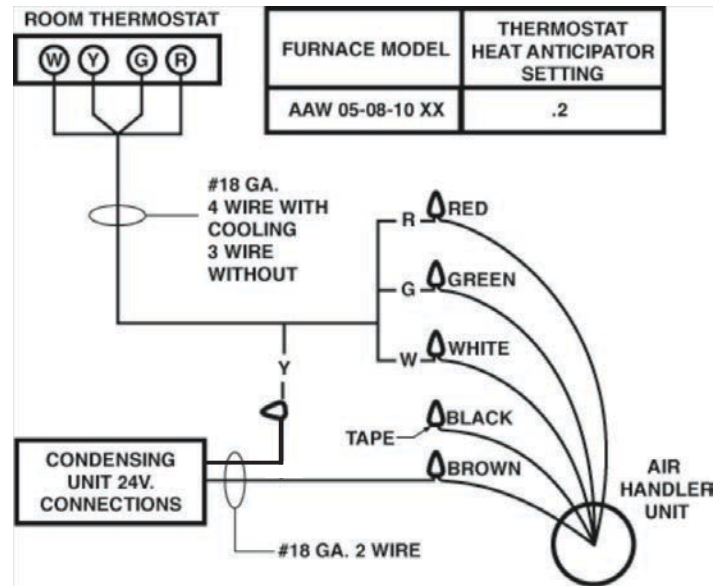 ROOM THERMOSTAT
W Y G R
FURNACE MODEL
THERMOSTAT
HEAT ANTICIPATOR
SETTING
AAW 05-08-10 XX
.2
#18 GA.
4 WIRE WITH
COOLING
3 WIRE
WITHOUT
R
RED
G
GREEN
W
WHITE
Y
TAPE
BLACK
BROWN
CONDENSING
UNIT 24V.
CONNECTIONS
AIR
HANDLER
UNIT
#18 GA. 2 WIRE